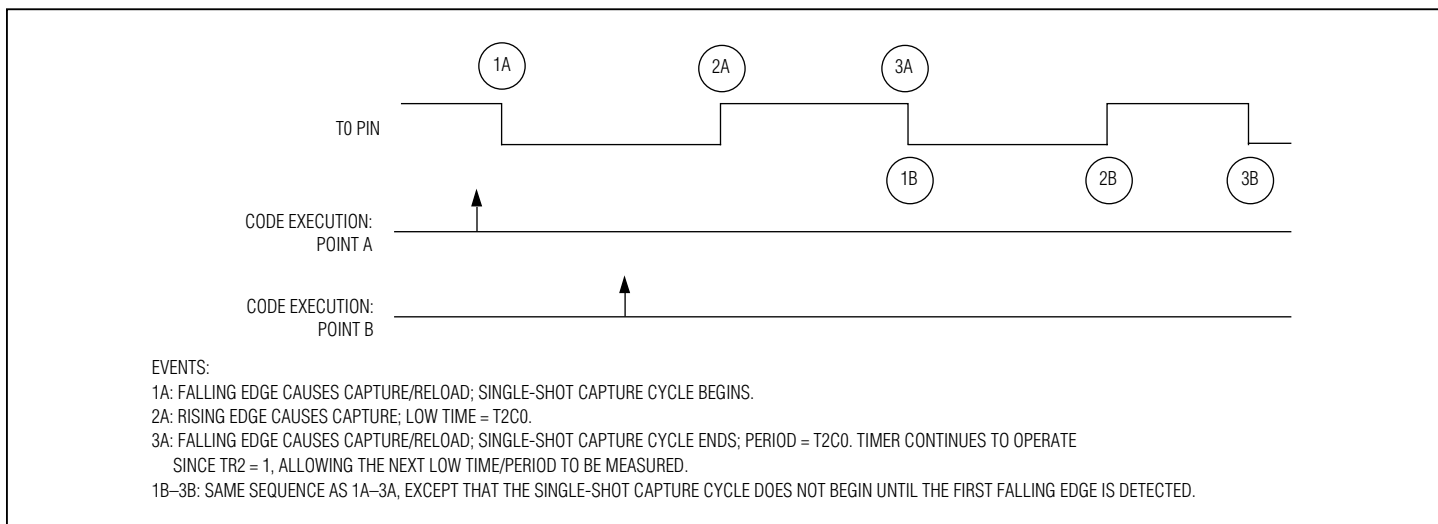 1A
2A
3A
T0 PIN
1B
2B
3B
CODE EXECUTION:
POINT A
CODE EXECUTION:
POINT B
EVENTS:
1A: FALLING EDGE CAUSES CAPTURE/RELOAD; SINGLE-SHOT CAPTURE CYCLE BEGINS.
2A: RISING EDGE CAUSES CAPTURE; LOW TIME = T2C0.
3A: FALLING EDGE CAUSES CAPTURE/RELOAD; SINGLE-SHOT CAPTURE CYCLE ENDS; PERIOD = T2C0. TIMER CONTINUES TO OPERATE
SINCE TR2 = 1, ALLOWING THE NEXT LOW TIME/PERIOD TO BE MEASURED.
1B–3B: SAME SEQUENCE AS 1A–3A, EXCEPT THAT THE SINGLE-SHOT CAPTURE CYCLE DOES NOT BEGIN UNTIL THE FIRST FALLING EDGE IS DETECTED.